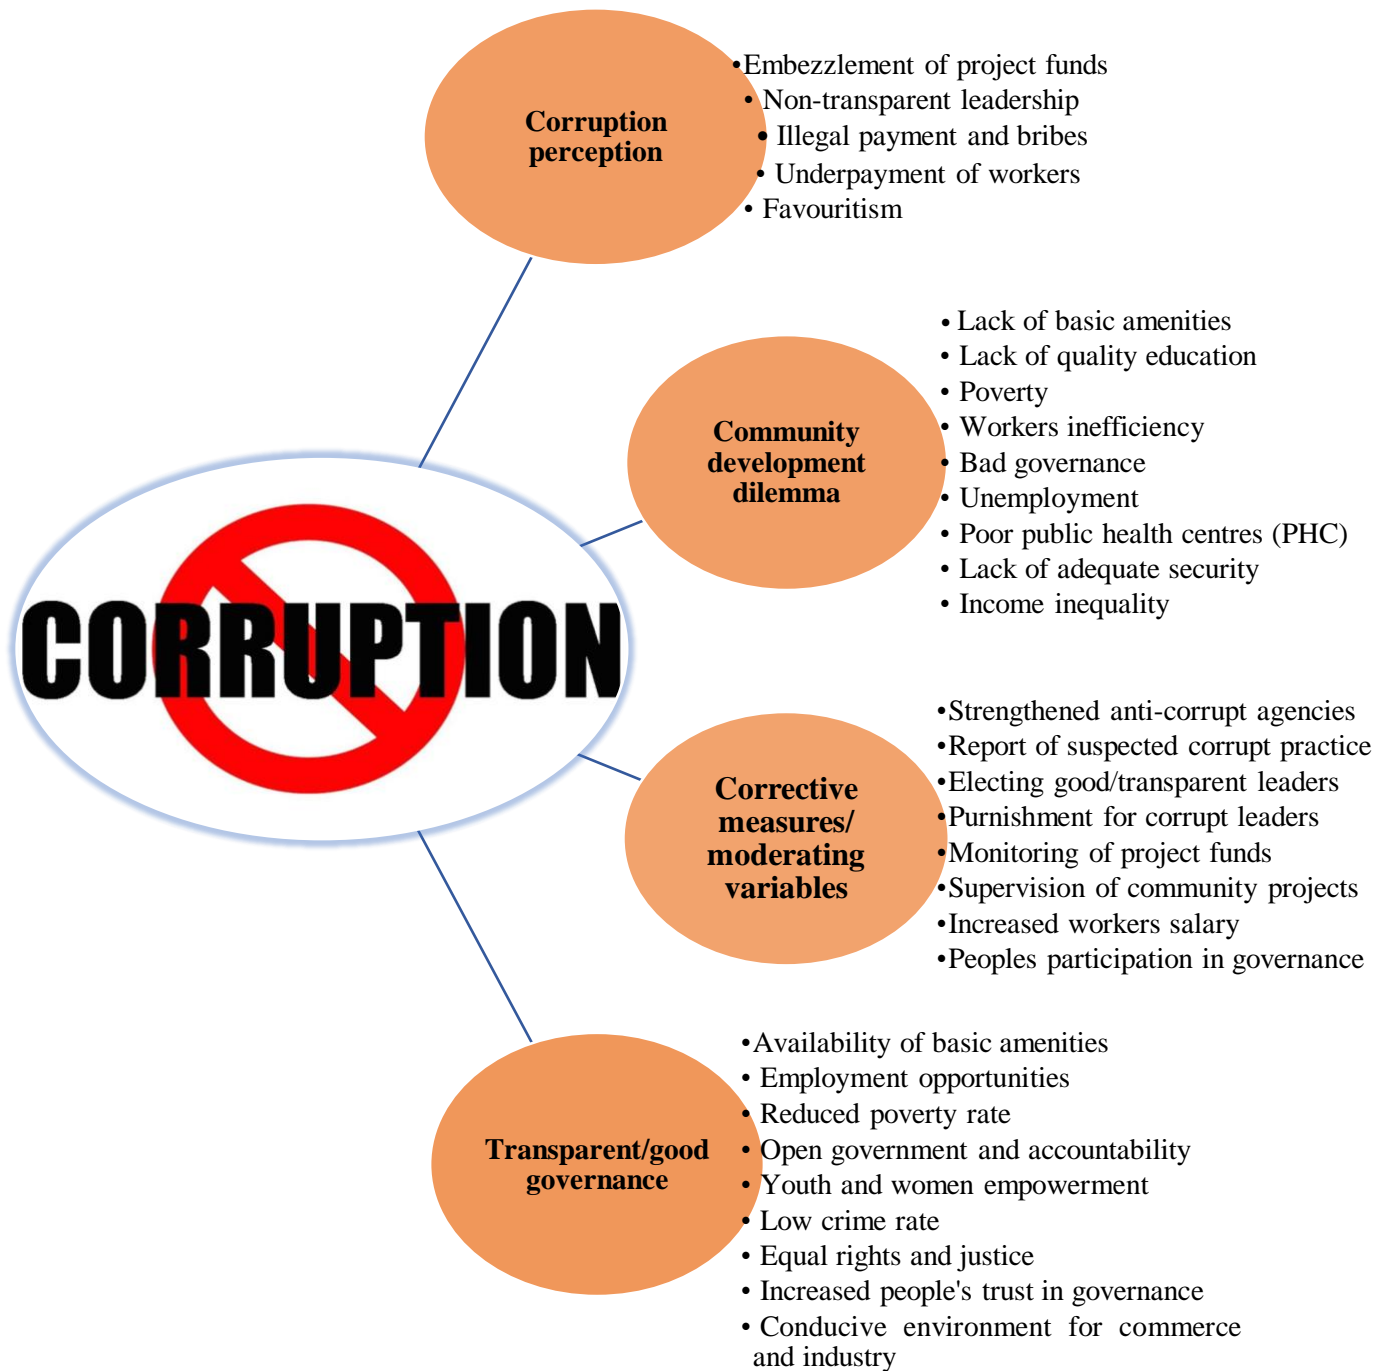 Corruption
perception
•Embezzlement of project funds
• Non-transparent leadership
• Illegal payment and bribes
• Underpayment of workers
• Favouritism
Community
development
dilemma
• Lack of basic amenities
• Lack of quality education
• Poverty
• Workers inefficiency
• Bad governance
• Unemployment
• Poor public health centres (PHC)
• Lack of adequate security
• Income inequality
CORRUPTION
Corrective
measures/
moderating
variables
•Strengthened anti-corrupt agencies
•Report of suspected corrupt practice
•Electing good/transparent leaders
•Purnishment for corrupt leaders
•Monitoring of project funds
•Supervision of community projects
•Increased workers salary
•Peoples participation in governance
Transparent/good
governance
•Availability of basic amenities
• Employment opportunities
• Reduced poverty rate
• Open government and accountability
• Youth and women empowerment
• Low crime rate
• Equal rights and justice
• Increased people's trust in governance
• Conducive environment for commerce
and industry